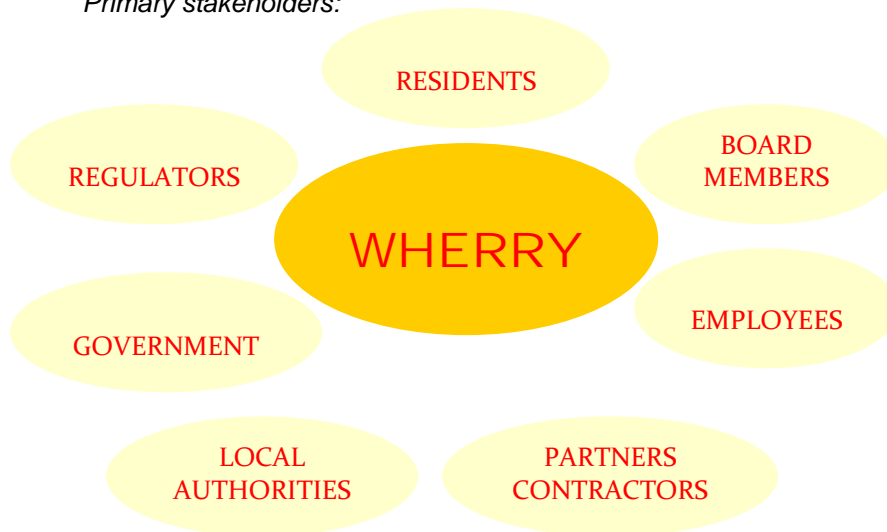 Primary stakeholders:
RESIDENTS
REGULATORS
BOARD
MEMBERS
WHERRY
EMPLOYEES
GOVERNMENT
LOCAL
AUTHORITIES
PARTNERS
CONTRACTORS